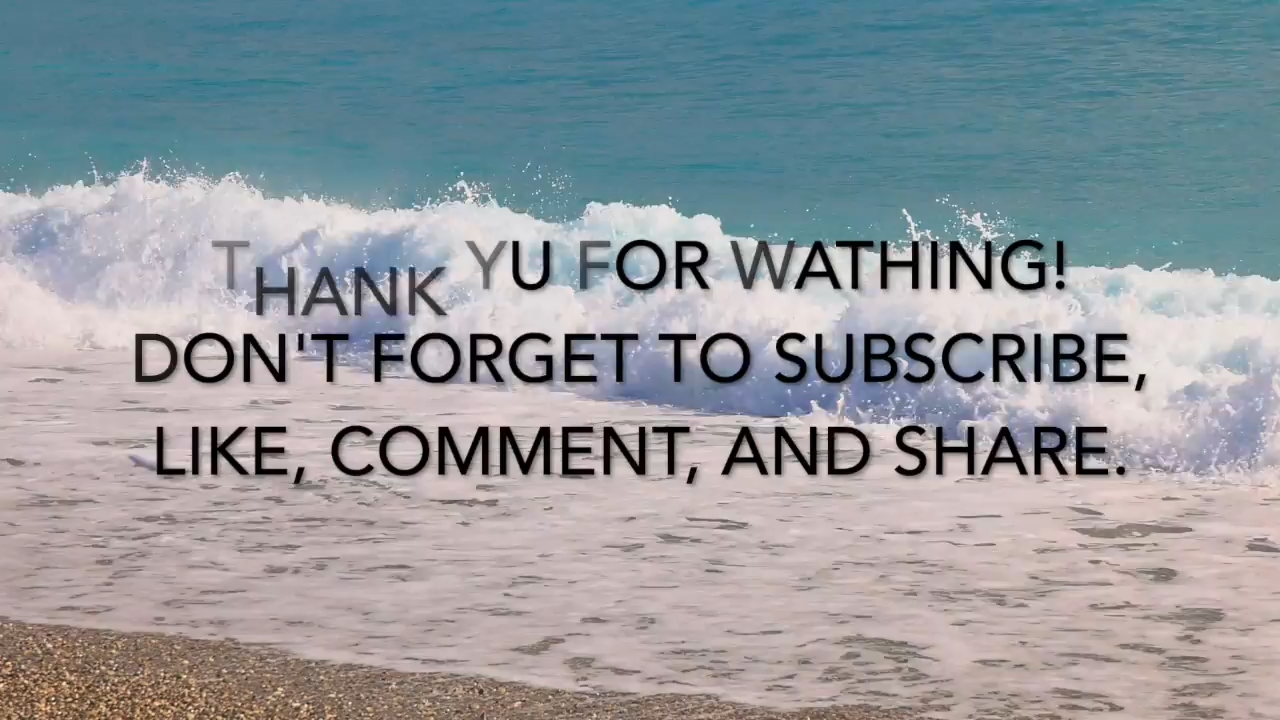 THANK YU FOR WATHING!
DON'T FORGET TO SUBSCRIBE,
LIKE, COMMENT, AND SHARE.